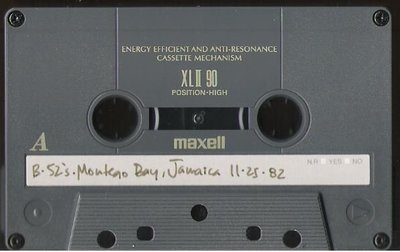 ENERGY EFFICIENT AND ANTI-RESONANCE
CASSETTE MECHANISM
XLII 90
POSITION-HIGH
maxell
A
N.R. YES NO
B-52's. Montego Bay, Jamaica 11-25-82